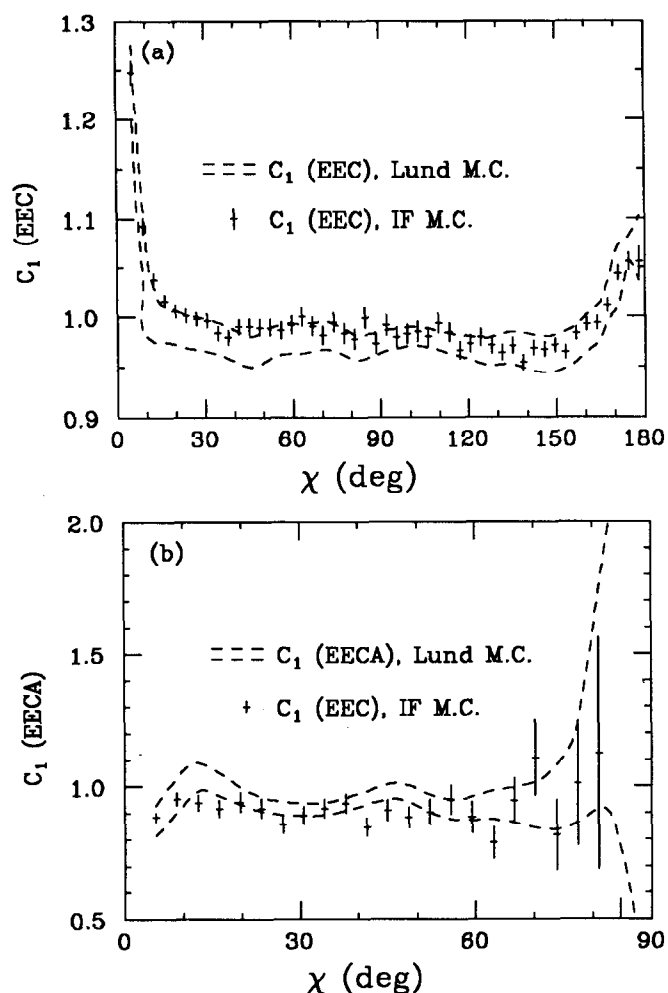 1.3
(a)
1.2
C₁ (EEC), Lund M.C.
C₁ (EEC), IF M.C.
C₁ (EEC)
1.1
1.0
0.9
0 30 60 90 120 150 180
χ (deg)
2.0
(b)
C₁ (EECA), Lund M.C.
1.5
C₁ (EEC), IF M.C.
C₁ (EECA)
1.0
0.5
0 30 60 90
χ (deg)